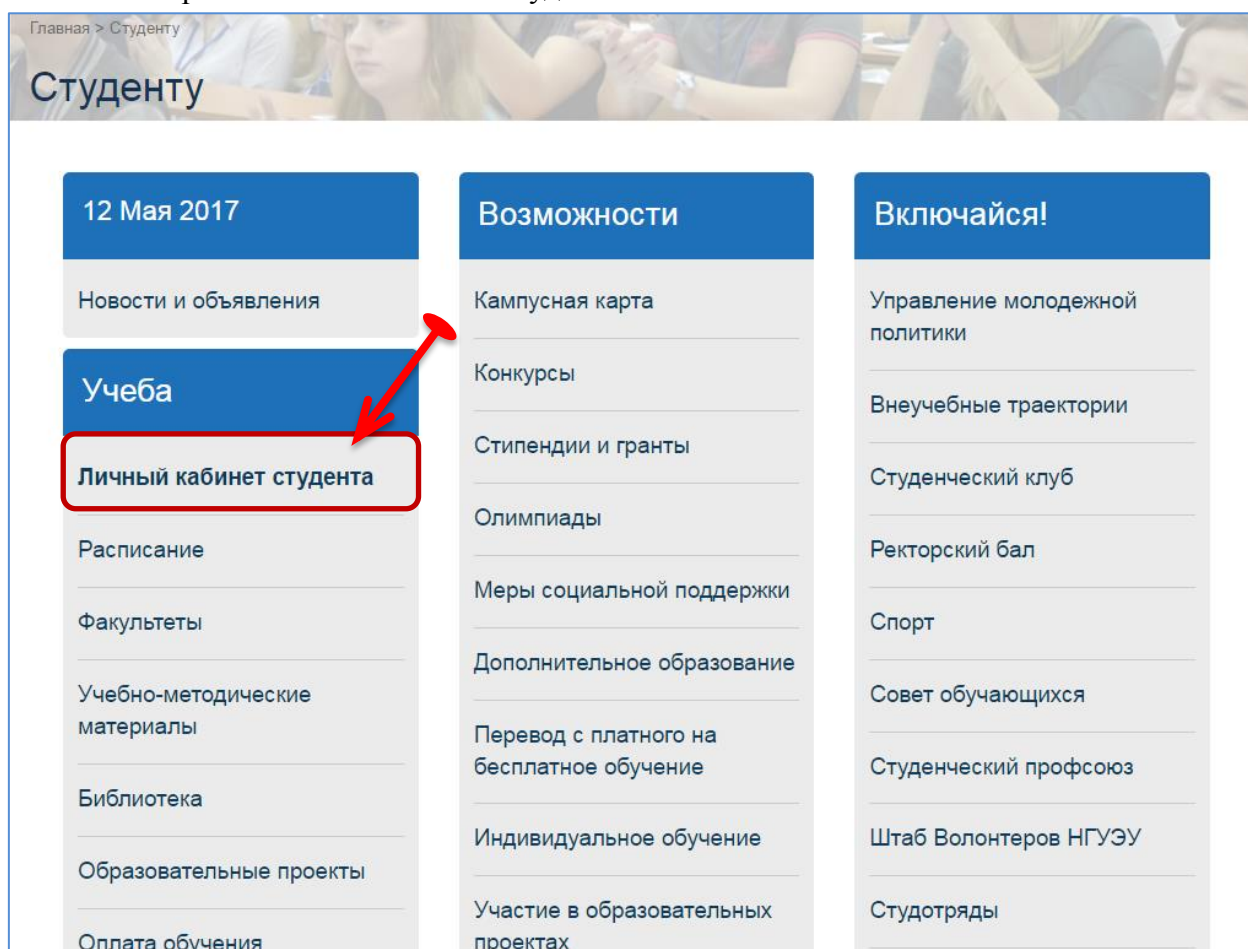 Главная > Студенту
Студенту
12 Мая 2017
Новости и объявления
Учеба
Личный кабинет студента
Расписание
Факультеты
Учебно-методические
материалы
Библиотека
Образовательные проекты
Оплата обучения
Возможности
Кампусная карта
Конкурсы
Стипендии и гранты
Олимпиады
Меры социальной поддержки
Дополнительное образование
Перевод с платного на
бесплатное обучение
Индивидуальное обучение
Участие в образовательных
проектах
Включайся!
Управление молодежной
политики
Внеучебные траектории
Студенческий клуб
Ректорский бал
Спорт
Совет обучающихся
Студенческий профсоюз
Штаб Волонтеров НГУЭУ
Студотряды